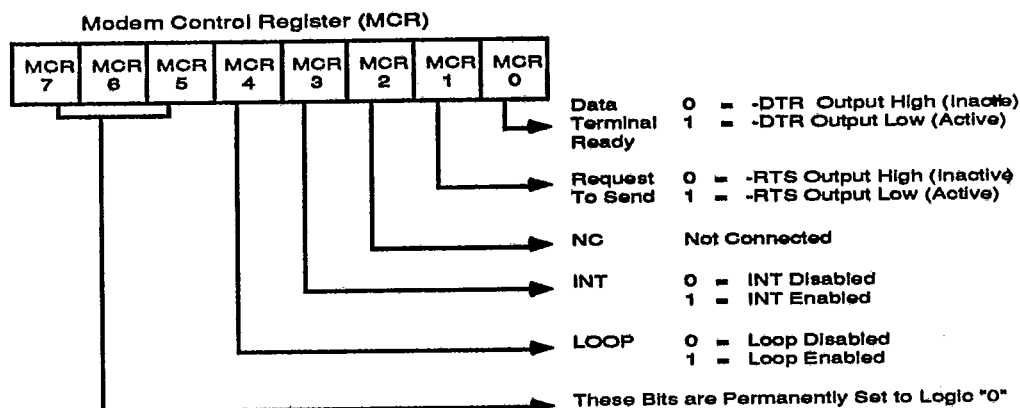 Modem Control Register (MCR)
MCR 7 MCR 6 MCR 5 MCR 4 MCR 3 MCR 2 MCR 1 MCR 0
Data Terminal Ready
0 = -DTR Output High (Inactie)
1 = -DTR Output Low (Active)
Request To Send
0 = -RTS Output High (Inactive)
1 = -RTS Output Low (Active)
NC Not Connected
INT 0 = INT Disabled
1 = INT Enabled
LOOP 0 = Loop Disabled
1 = Loop Enabled
These Bits are Permanently Set to Logic "0"